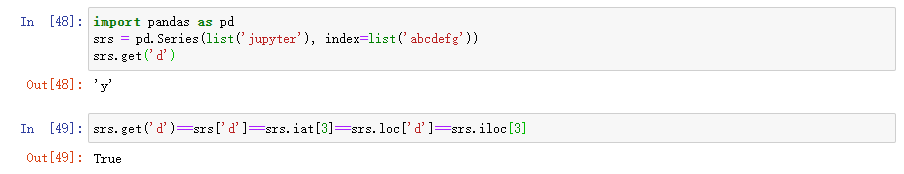 In [48]: import pandas as pd
srs = pd.Series(list('jupyter'), index=list('abcdefg'))
srs.get('d')
Out[48]: 'y'
In [49]: srs.get('d')==srs['d']==srs.iat[3]==srs.loc['d']==srs.iloc[3]
Out[49]: True